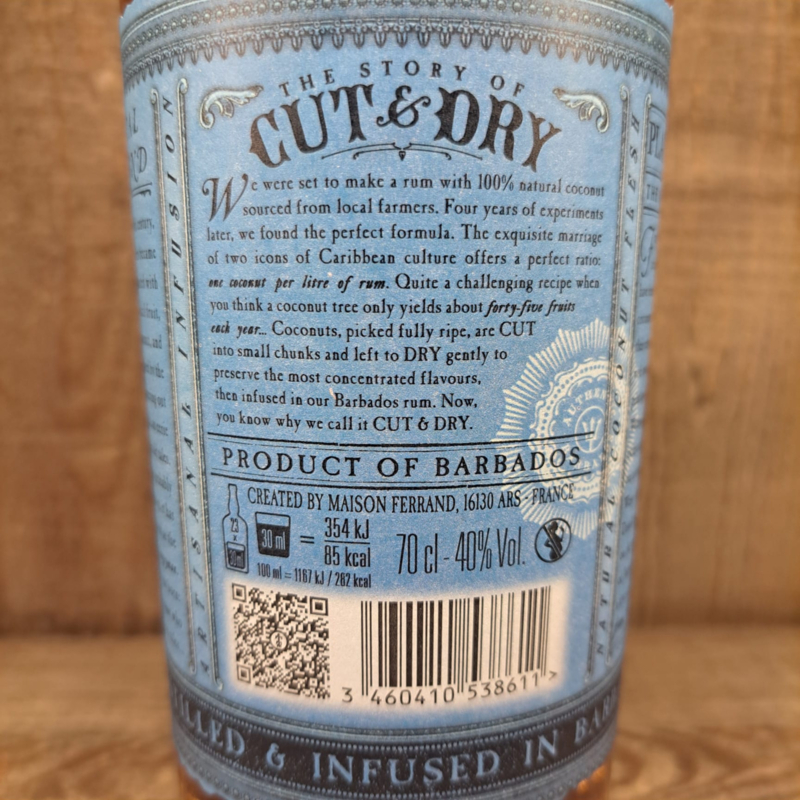 THE STORY OF
CUT & DRY
We were set to make a rum with 100% natural coconut
sourced from local farmers. Four years of experiments
later, we found the perfect formula. The exquisite marriage
of two icons of Caribbean culture offers a perfect ratio:
one coconut per litre of rum. Quite a challenging recipe when
you think a coconut tree only yields about forty-five fruits
each year... Coconuts, picked fully ripe, are CUT
into small chunks and left to DRY gently to
preserve the most concentrated flavours,
then infused in our Barbados rum. Now,
you know why we call it CUT & DRY.
PRODUCT OF BARBADOS
CREATED BY MAISON FERRAND, 16130 ARS - FRANCE
23 x 30ml
30 ml = 354 kJ
85 kcal
100 ml = 1187 kJ / 282 kcal
70 cl - 40% Vol.
3 460410 538611 >
ARTISANAL INFUSION
NATURAL COCONUT FLESH
& INFUSED IN